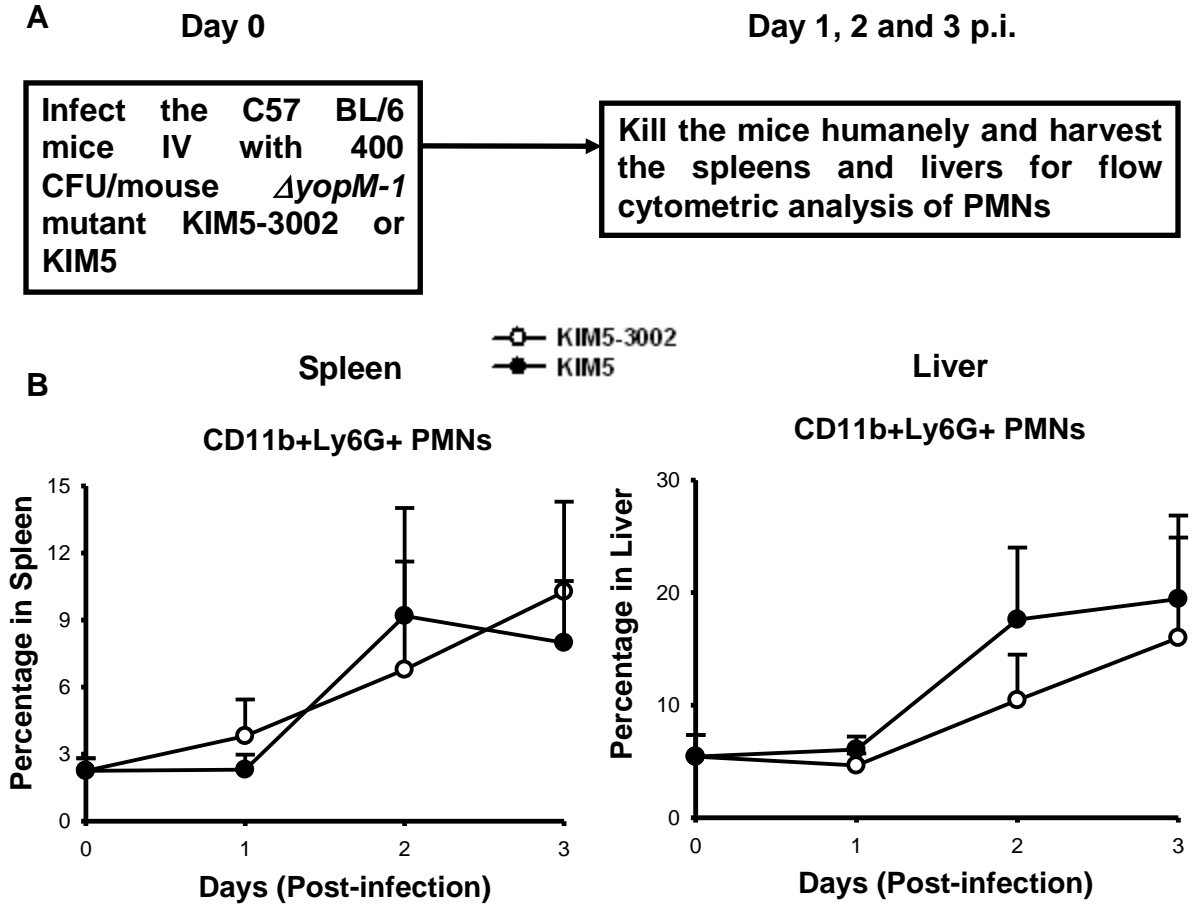 A
Day 0
Day 1, 2 and 3 p.i.
Infect the C57 BL/6
mice IV with 400
CFU/mouse ΔyopM-1
mutant KIM5-3002 or
KIM5
Kill the mice humanely and harvest
the spleens and livers for flow
cytometric analysis of PMNs
KIM5-3002
KIM5
B
Spleen
CD11b+Ly6G+ PMNs
Percentage in Spleen
15
12
9
6
3
0
0 1 2 3
Days (Post-infection)
Liver
CD11b+Ly6G+ PMNs
Percentage in Liver
30
20
10
0
0 1 2 3
Days (Post-infection)